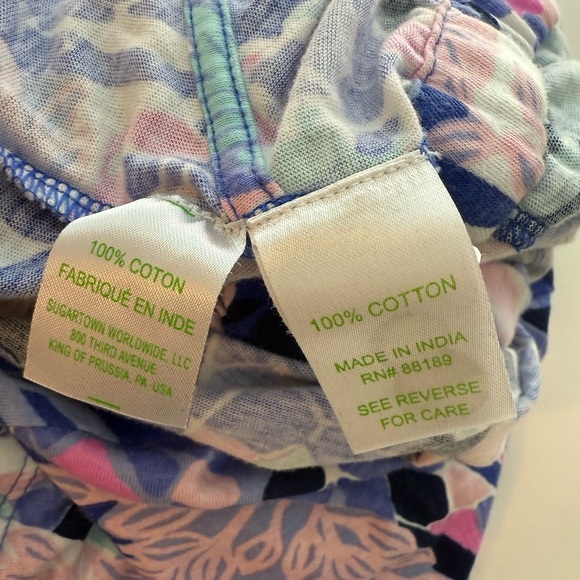 100% COTON
FABRIQUÉ EN INDE
SUGARTOWN WORLDWIDE, LLC
800 THIRD AVENUE,
KING OF PRUSSIA, PA, USA
100% COTTON
MADE IN INDIA
RN# 88189
SEE REVERSE
FOR CARE